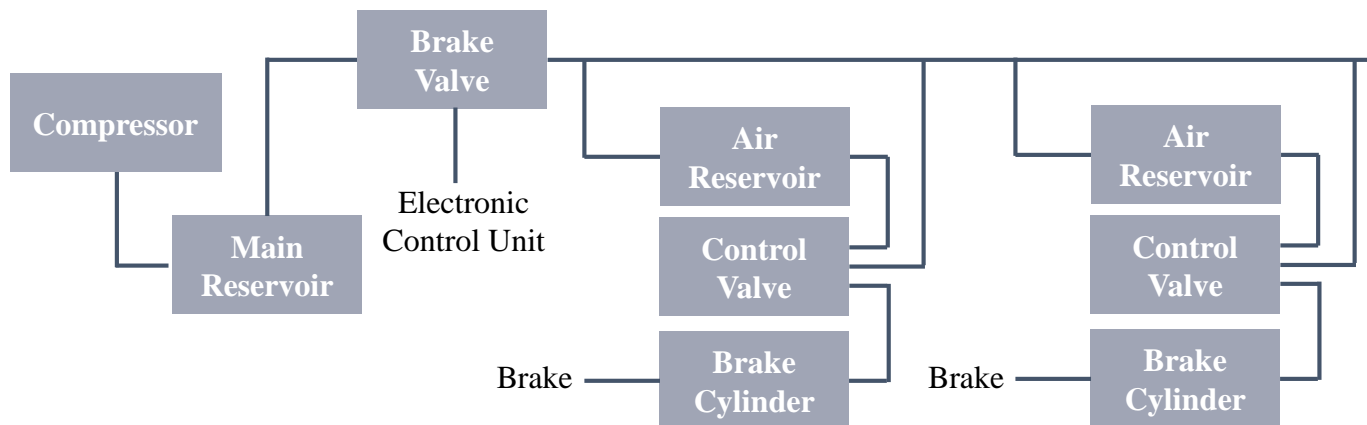 Compressor
Main
Reservoir
Brake
Valve
Electronic
Control Unit
Air
Reservoir
Control
Valve
Brake
Brake
Cylinder
Air
Reservoir
Control
Valve
Brake
Brake
Cylinder